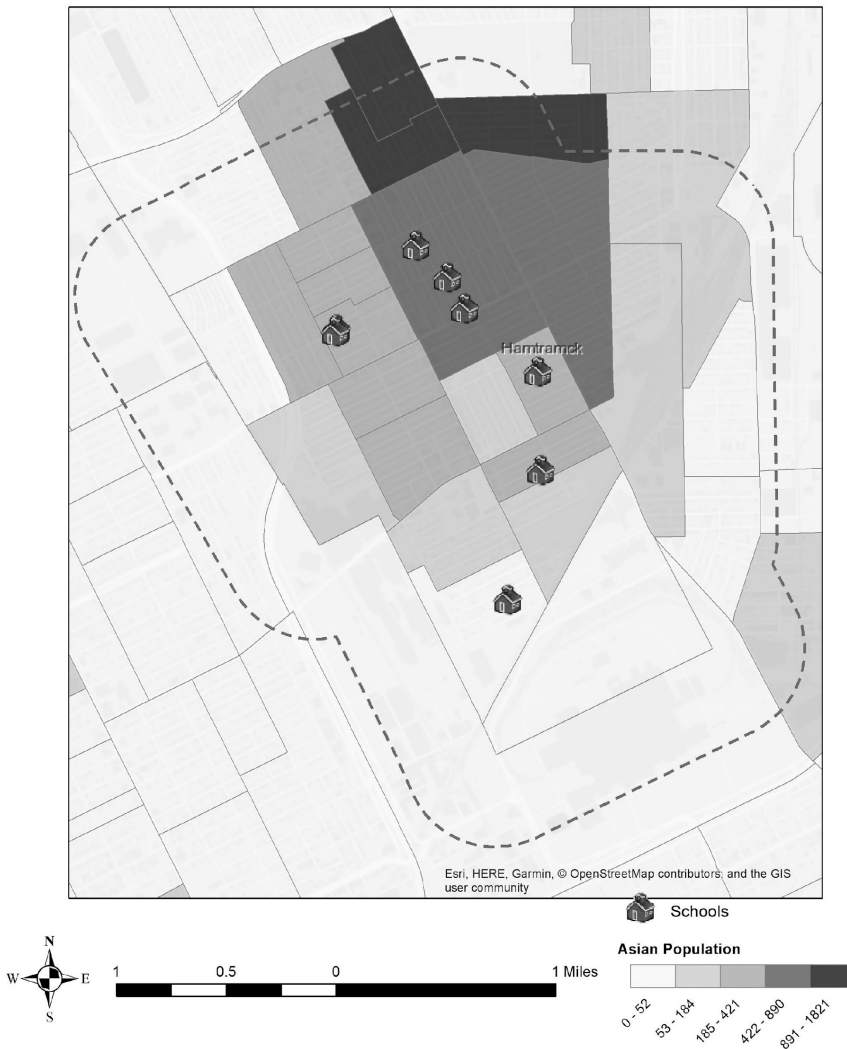 Hamtramck
Esri, HERE, Garmin, © OpenStreetMap contributors, and the GIS
user community
Schools
N
W E
S
1 0.5 0 1 Miles
Asian Population
0 - 52
53 - 184
185 - 421
422 - 890
891 - 1821